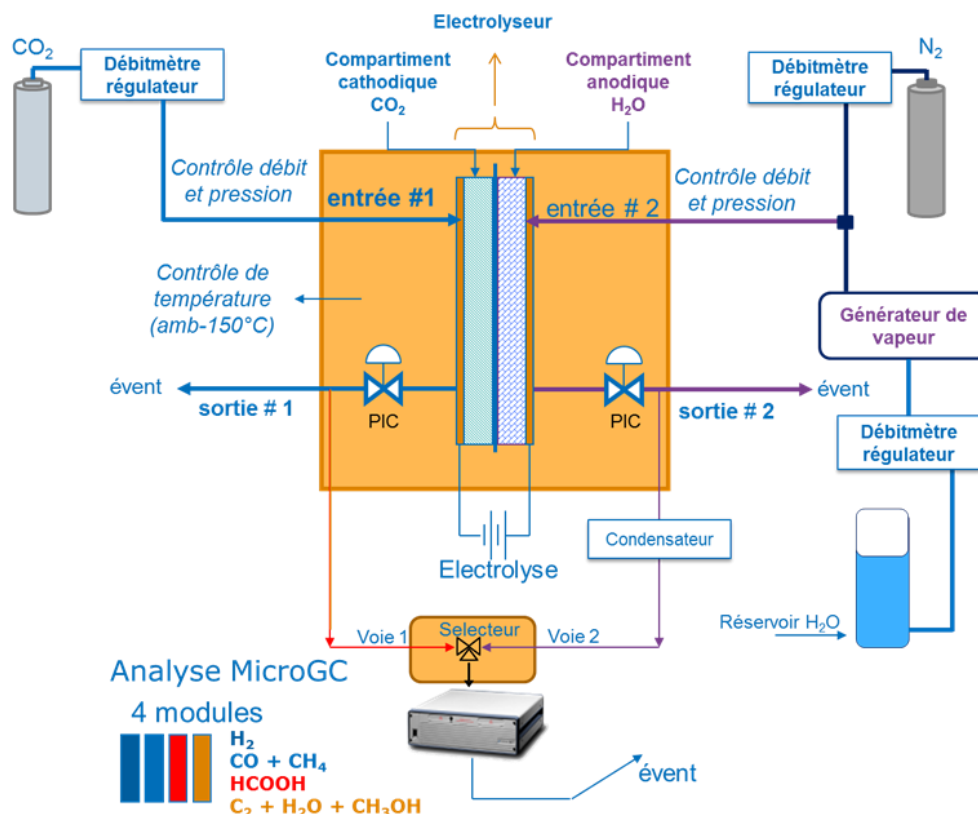 Electrolyseur
CO₂
Débitmètre
régulateur
Compartiment
cathodique
CO₂
Compartiment
anodique
H₂O
Débitmètre
régulateur
N₂
Contrôle débit
et pression
entrée #1
entrée # 2
Contrôle débit
et pression
Contrôle de
température
(amb-150°C)
Générateur de
vapeur
évent
sortie # 1
PIC
PIC
sortie # 2
évent
Débitmètre
régulateur
Condensateur
Electrolyse
Réservoir H₂O
Voie 1
Selecteur
Voie 2
Analyse MicroGC
4 modules
H₂
CO + CH₄
HCOOH
C₂ + H₂O + CH₃OH
évent